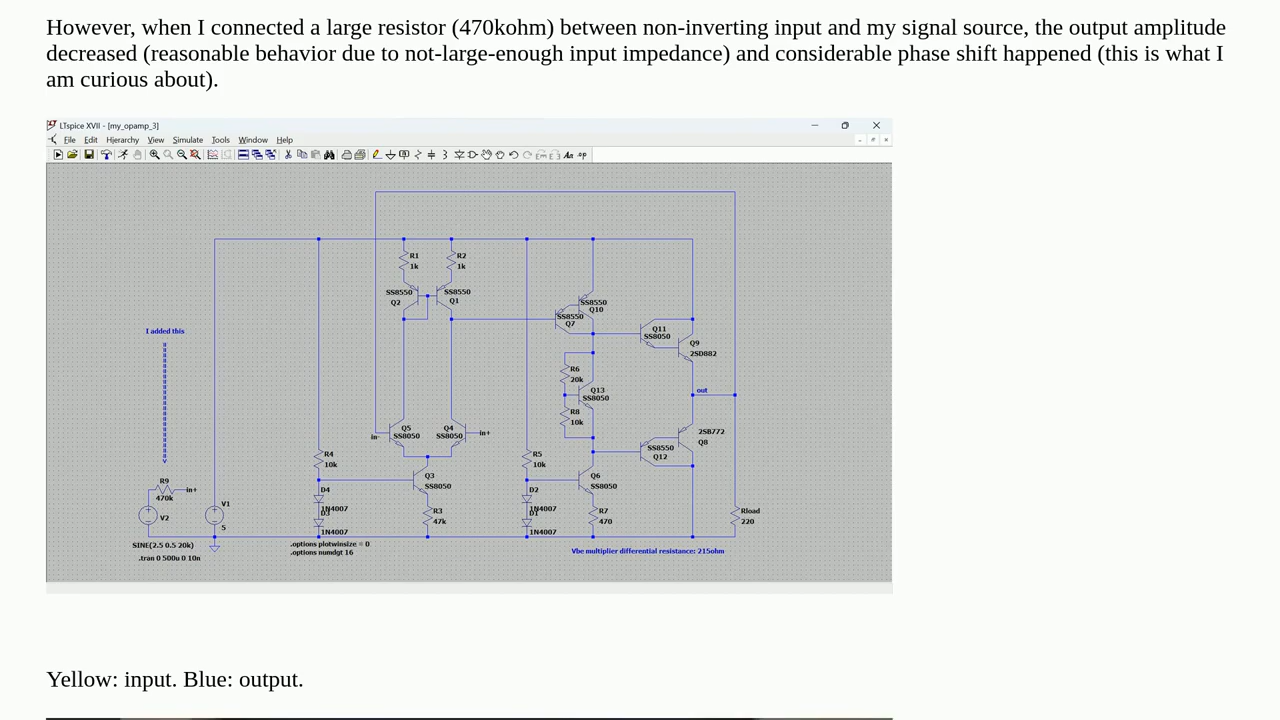 However, when I connected a large resistor (470kohm) between non-inverting input and my signal source, the output amplitude
decreased (reasonable behavior due to not-large-enough input impedance) and considerable phase shift happened (this is what I
am curious about).
LTspice XVII - [my_opamp_3]
File Edit Hierarchy View Simulate Tools Window Help
R1
1k
R2
1k
SS8550
Q2
SS8550
Q1
SS8550
Q10
SS8550
Q7
Q11
SS8050
Q9
2SD882
I added this
R6
20k
Q13
SS8050
out
R8
10k
in-
Q5
SS8050
Q4
SS8050
in+
2SB772
Q8
SS8550
Q12
R4
10k
R5
10k
Q3
SS8050
Q6
SS8050
R9
470k
in+
D4
1N4007
D3
1N4007
D2
1N4007
D1
1N4007
V1
5
V2
R3
47k
R7
470
Rload
220
SINE(2.5 0.5 20k)
.tran 0 500u 0 10n
.options plotwinsize = 0
.options numdgt 16
Vbe multiplier differential resistance: 215ohm
Yellow: input. Blue: output.